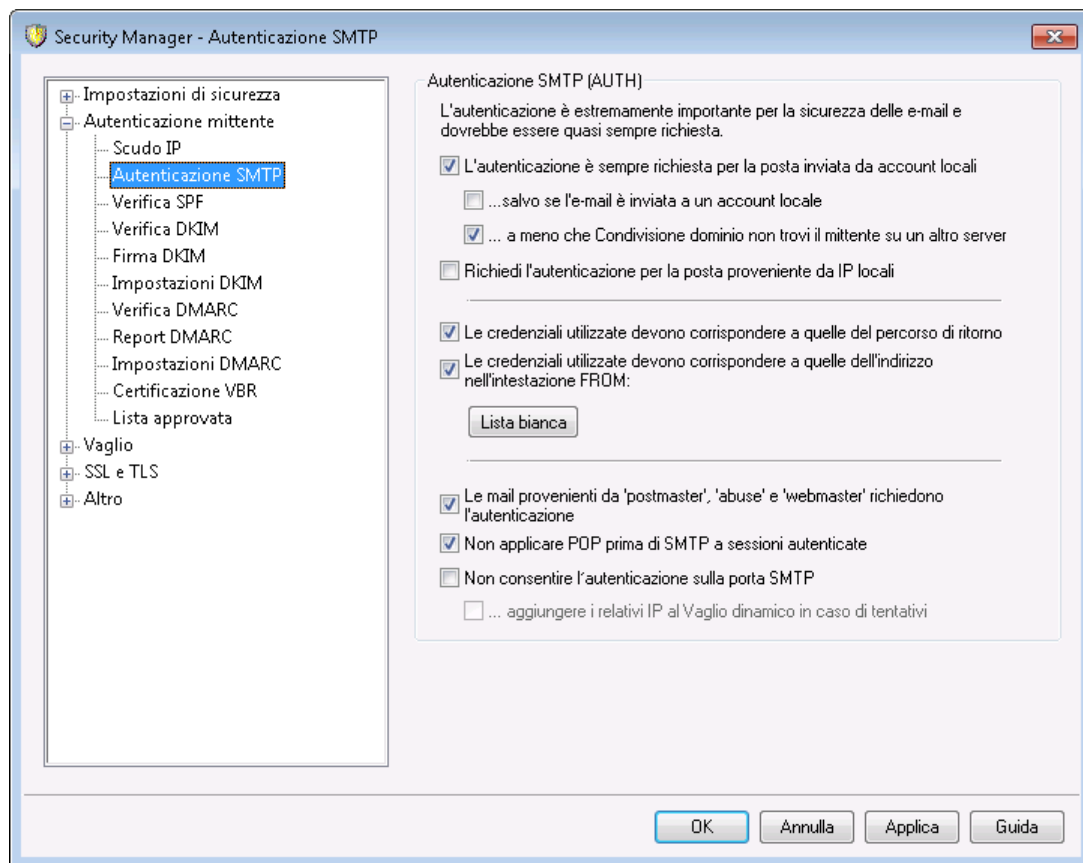 Security Manager - Autenticazione SMTP
Impostazioni di sicurezza
Autenticazione mittente
Scudo IP
Autenticazione SMTP
Verifica SPF
Verifica DKIM
Firma DKIM
Impostazioni DKIM
Verifica DMARC
Report DMARC
Impostazioni DMARC
Certificazione VBR
Lista approvata
Vaglio
SSL e TLS
Altro
Autenticazione SMTP (AUTH)
L'autenticazione è estremamente importante per la sicurezza delle e-mail e
dovrebbe essere quasi sempre richiesta.
L'autenticazione è sempre richiesta per la posta inviata da account locali
...salvo se l'e-mail è inviata a un account locale
... a meno che Condivisione dominio non trovi il mittente su un altro server
Richiedi l'autenticazione per la posta proveniente da IP locali
Le credenziali utilizzate devono corrispondere a quelle del percorso di ritorno
Le credenziali utilizzate devono corrispondere a quelle dell'indirizzo
nell'intestazione FROM:
Lista bianca
Le mail provenienti da 'postmaster', 'abuse' e 'webmaster' richiedono
l'autenticazione
Non applicare POP prima di SMTP a sessioni autenticate
Non consentire l'autenticazione sulla porta SMTP
... aggiungere i relativi IP al Vaglio dinamico in caso di tentativi
OK
Annulla
Applica
Guida